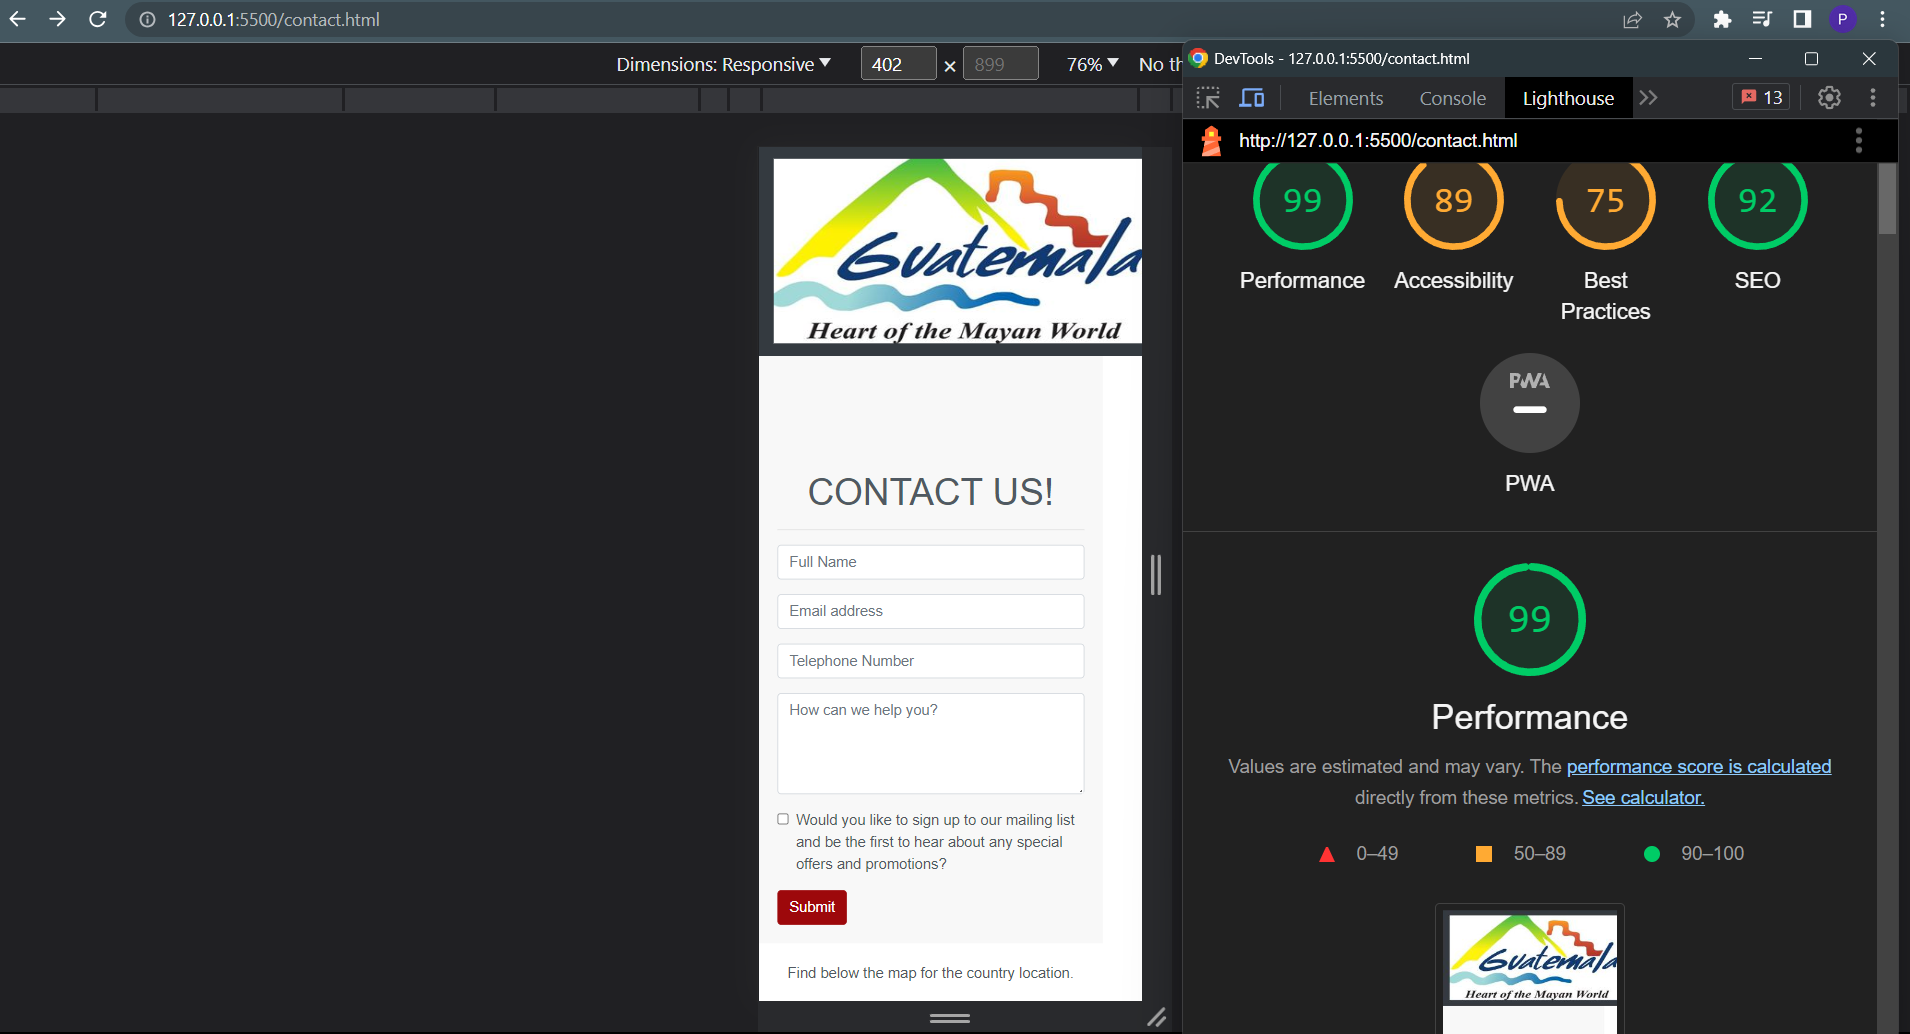 127.0.0.1:5500/contact.html
P
Dimensions: Responsive
402 × 899
76%
No th
DevTools - 127.0.0.1:5500/contact.html
Elements
Console
Lighthouse
13
http://127.0.0.1:5500/contact.html
Guatemala
Heart of the Mayan World
CONTACT US!
Full Name
Email address
Telephone Number
How can we help you?
Would you like to sign up to our mailing list
and be the first to hear about any special
offers and promotions?
Submit
Find below the map for the country location.
99
89
75
92
Performance
Accessibility
Best
Practices
SEO
PWA
PWA
99
Performance
Values are estimated and may vary. The performance score is calculated
directly from these metrics. See calculator.
0–49
50–89
90–100
Guatemala
Heart of the Mayan World